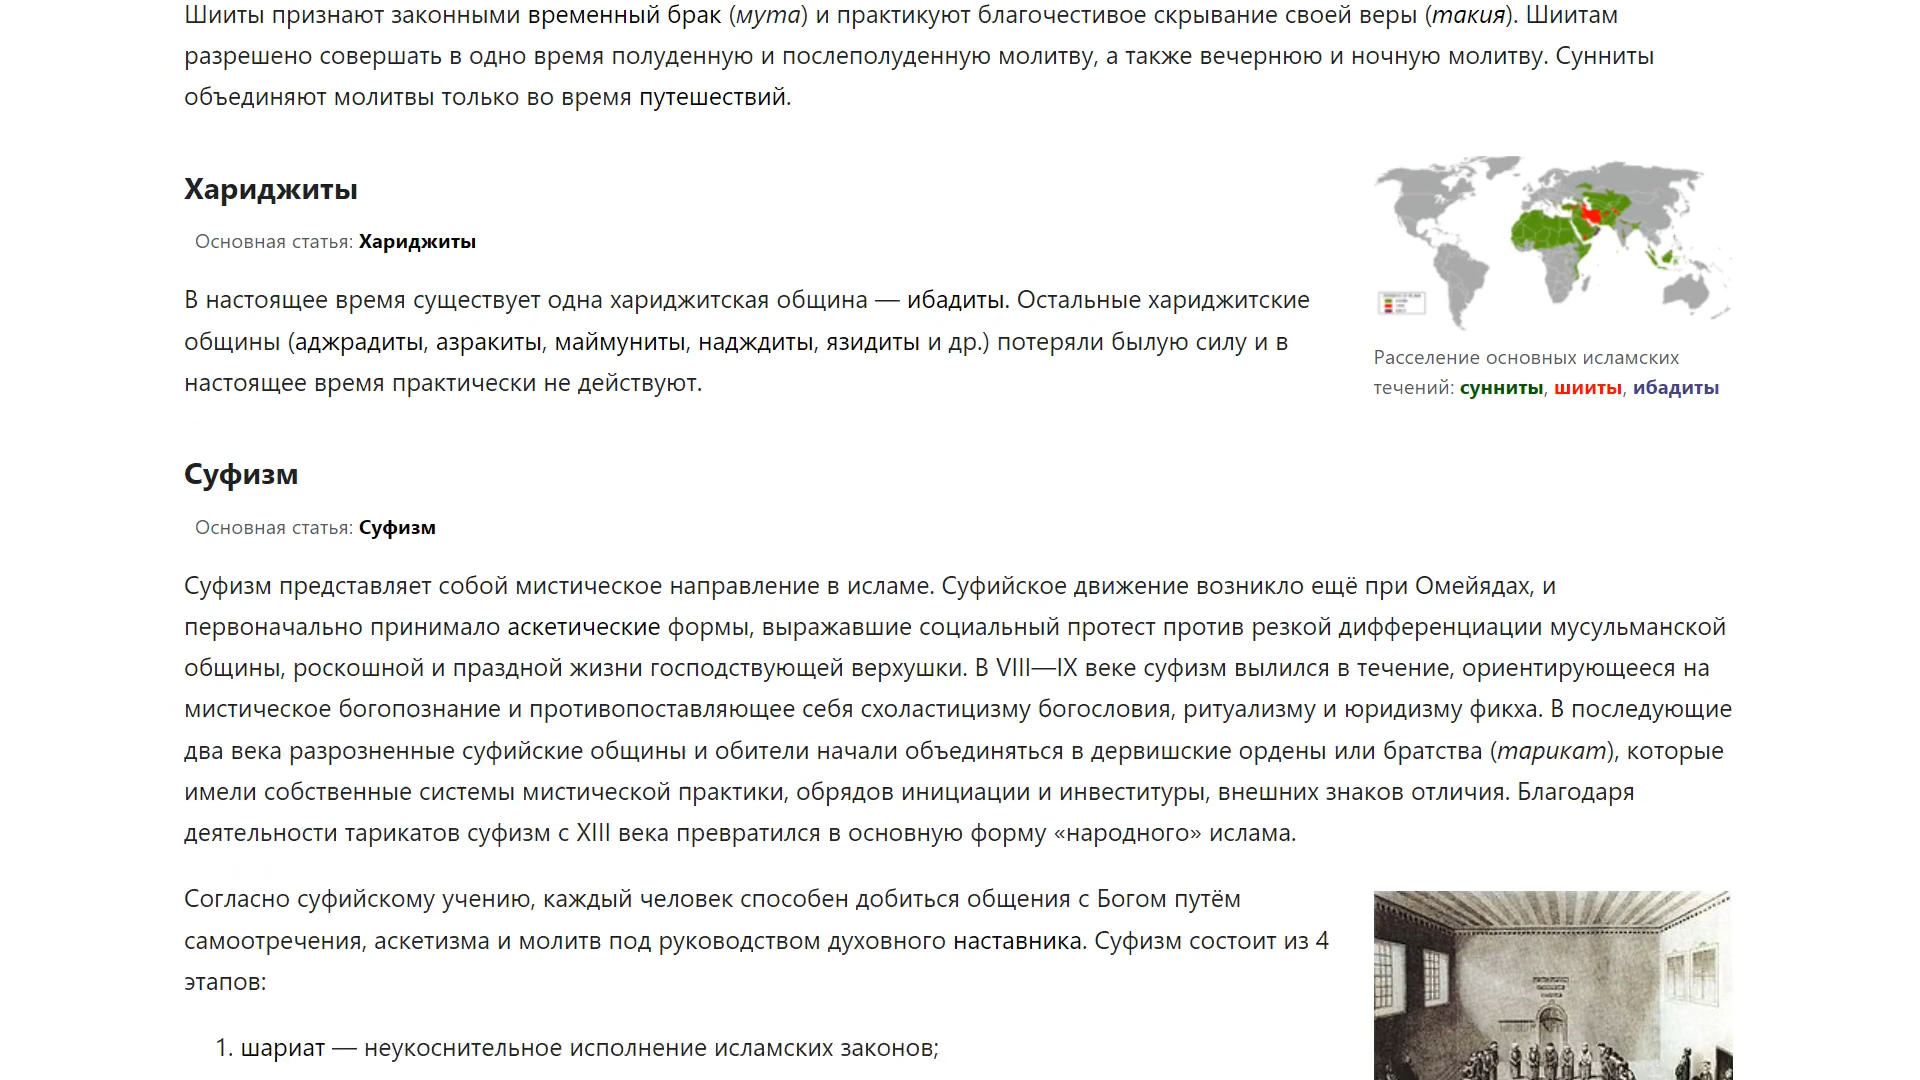 Шииты признают законными временный брак (мута) и практикуют благочестивое скрывание своей веры (такия). Шиитам
разрешено совершать в одно время полуденную и послеполуденную молитву, а также вечернюю и ночную молитву. Сунниты
объединяют молитвы только во время путешествий.
Хариджиты
Основная статья: Хариджиты
В настоящее время существует одна хариджитская община — ибадиты. Остальные хариджитские
общины (аджрадиты, азракиты, маймуниты, надждиты, язидиты и др.) потеряли былую силу и в
настоящее время практически не действуют.
Расселение основных исламских
течений: сунниты, шииты, ибадиты
Суфизм
Основная статья: Суфизм
Суфизм представляет собой мистическое направление в исламе. Суфийское движение возникло ещё при Омейядах, и
первоначально принимало аскетические формы, выражавшие социальный протест против резкой дифференциации мусульманской
общины, роскошной и праздной жизни господствующей верхушки. В VIII—IX веке суфизм вылился в течение, ориентирующееся на
мистическое богопознание и противопоставляющее себя схоластицизму богословия, ритуализму и юридизму фикха. В последующие
два века разрозненные суфийские общины и обители начали объединяться в дервишские ордены или братства (тарикат), которые
имели собственные системы мистической практики, обрядов инициации и инвеституры, внешних знаков отличия. Благодаря
деятельности тарикатов суфизм с XIII века превратился в основную форму «народного» ислама.
Согласно суфийскому учению, каждый человек способен добиться общения с Богом путём
самоотречения, аскетизма и молитв под руководством духовного наставника. Суфизм состоит из 4
этапов:
1. шариат — неукоснительное исполнение исламских законов;